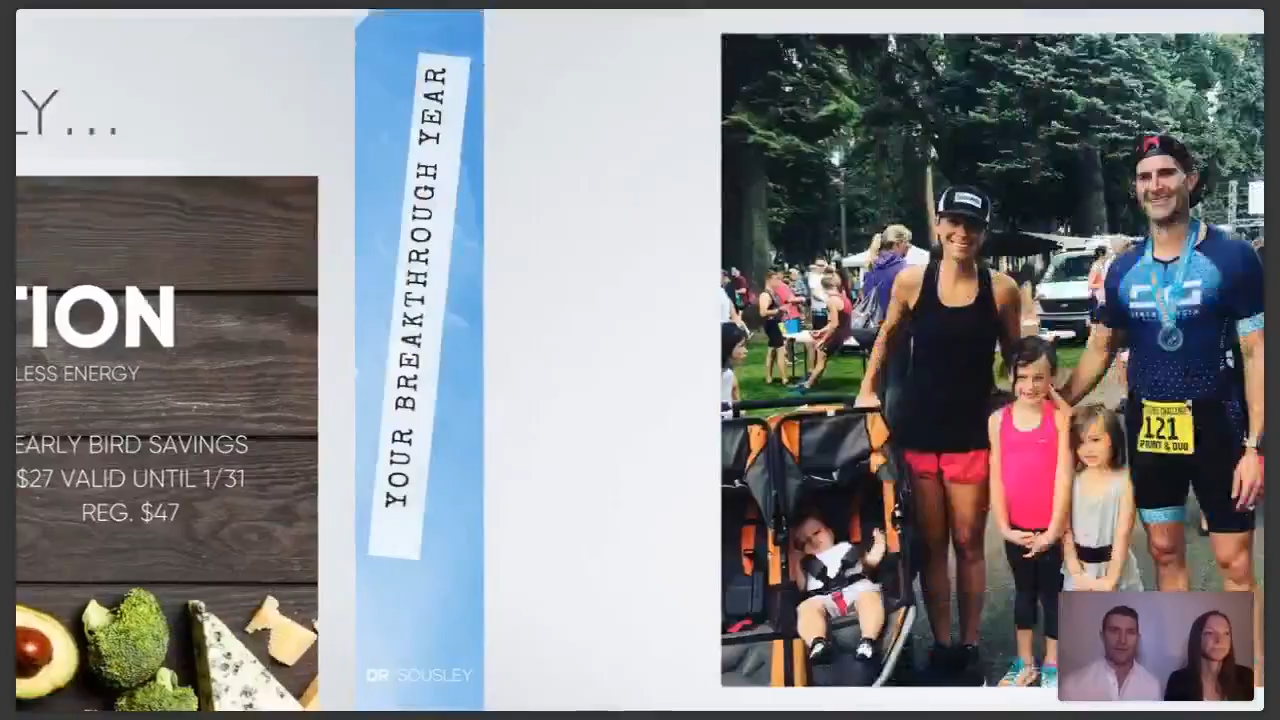 LY...
TION
LESS ENERGY
EARLY BIRD SAVINGS
$27 VALID UNTIL 1/31
REG. $47
YOUR BREAKTHROUGH YEAR
DR SOUSLEY
121